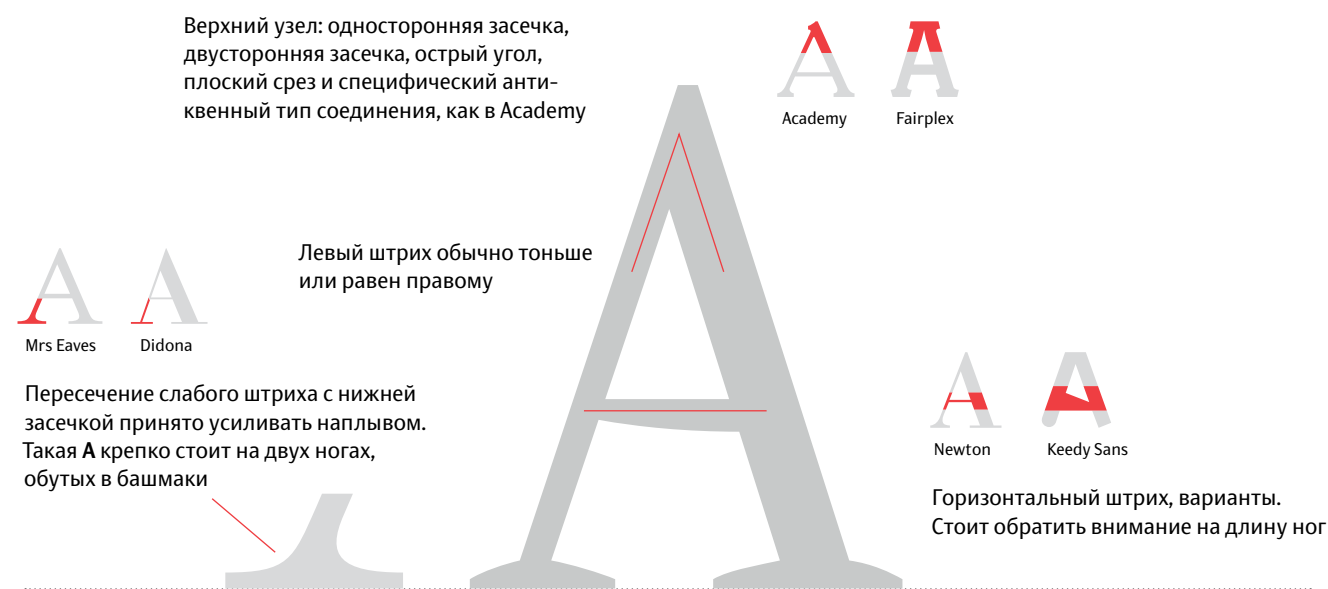 Верхний узел: односторонняя засечка,
двусторонняя засечка, острый угол,
плоский срез и специфический анти-
квенный тип соединения, как в Academy
A A
Academy Fairplex
Левый штрих обычно тоньше
или равен правому
A A
Mrs Eaves Didona
Пересечение слабого штриха с нижней
засечкой принято усиливать наплывом.
Такая А крепко стоит на двух ногах,
обутых в башмаки
А
A A
Newton Keedy Sans
Горизонтальный штрих, варианты.
Стоит обратить внимание на длину ног